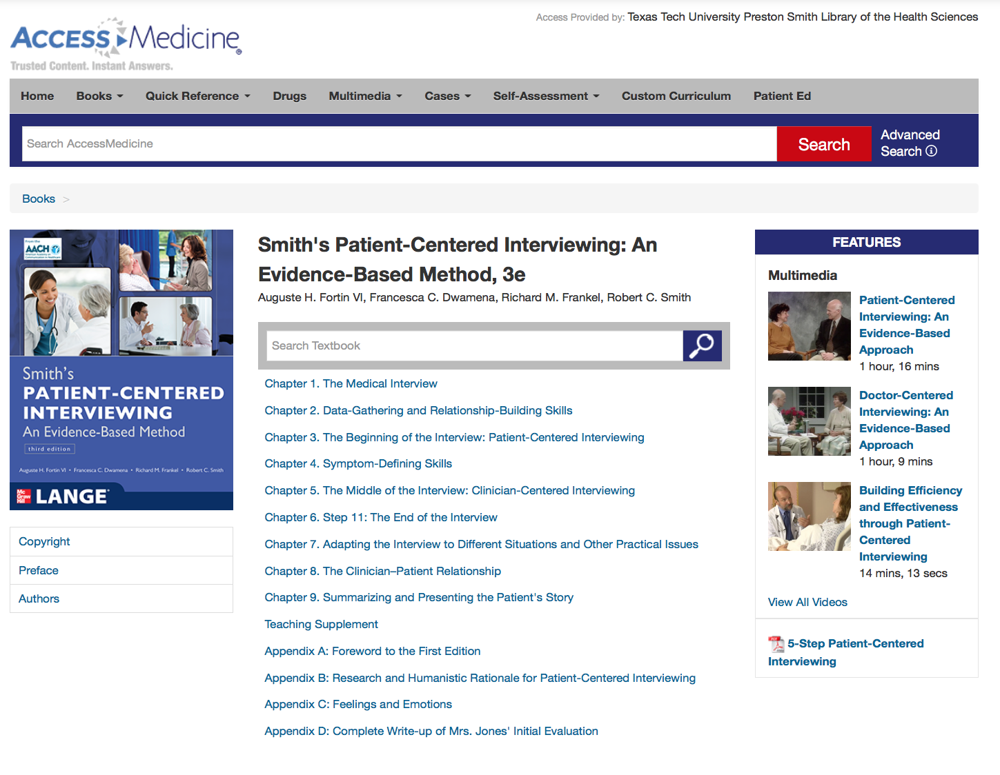 Access Provided by: Texas Tech University Preston Smith Library of the Health Sciences
ACCESS Medicine®
Trusted Content. Instant Answers.
Home Books Quick Reference Drugs Multimedia Cases Self-Assessment Custom Curriculum Patient Ed
Search AccessMedicine
Search
Advanced
Search
Books >
AACH
Smith's
PATIENT-CENTERED
INTERVIEWING
An Evidence-Based Method
third edition
Auguste H. Fortin VI • Francesca C. Dwamena • Richard M. Frankel • Robert C. Smith
Mc
Graw
Hill
LANGE®
Copyright
Preface
Authors
Smith's Patient-Centered Interviewing: An
Evidence-Based Method, 3e
Auguste H. Fortin VI, Francesca C. Dwamena, Richard M. Frankel, Robert C. Smith
Search Textbook
Chapter 1. The Medical Interview
Chapter 2. Data-Gathering and Relationship-Building Skills
Chapter 3. The Beginning of the Interview: Patient-Centered Interviewing
Chapter 4. Symptom-Defining Skills
Chapter 5. The Middle of the Interview: Clinician-Centered Interviewing
Chapter 6. Step 11: The End of the Interview
Chapter 7. Adapting the Interview to Different Situations and Other Practical Issues
Chapter 8. The Clinician–Patient Relationship
Chapter 9. Summarizing and Presenting the Patient's Story
Teaching Supplement
Appendix A: Foreword to the First Edition
Appendix B: Research and Humanistic Rationale for Patient-Centered Interviewing
Appendix C: Feelings and Emotions
Appendix D: Complete Write-up of Mrs. Jones' Initial Evaluation
FEATURES
Multimedia
Patient-Centered
Interviewing: An
Evidence-Based
Approach
1 hour, 16 mins
Doctor-Centered
Interviewing: An
Evidence-Based
Approach
1 hour, 9 mins
Building Efficiency
and Effectiveness
through Patient-
Centered
Interviewing
14 mins, 13 secs
View All Videos
5-Step Patient-Centered
Interviewing